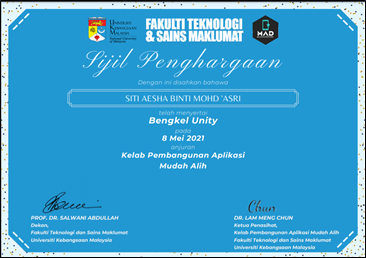 UNIVERSITI
KEBANGSAAN
MALAYSIA
National University
of Malaysia
FAKULTI TEKNOLOGI
& SAINS MAKLUMAT
MAD
Sijil Penghargaan
Dengan ini disahkan bahawa
SITI AESHA BINTI MOHD 'ASRI
telah menyertai
Bengkel Unity
pada
8 Mei 2021
anjuran
Kelab Pembangunan Aplikasi
Mudah Alih
PROF. DR. SALWANI ABDULLAH
Dekan,
Fakulti Teknologi dan Sains Maklumat
Universiti Kebangsaan Malaysia
Chun
DR. LAM MENG CHUN
Ketua Penasihat,
Kelab Pembangunan Aplikasi Mudah Alih
Fakulti Teknologi dan Sains Maklumat
Universiti Kebangsaan Malaysia